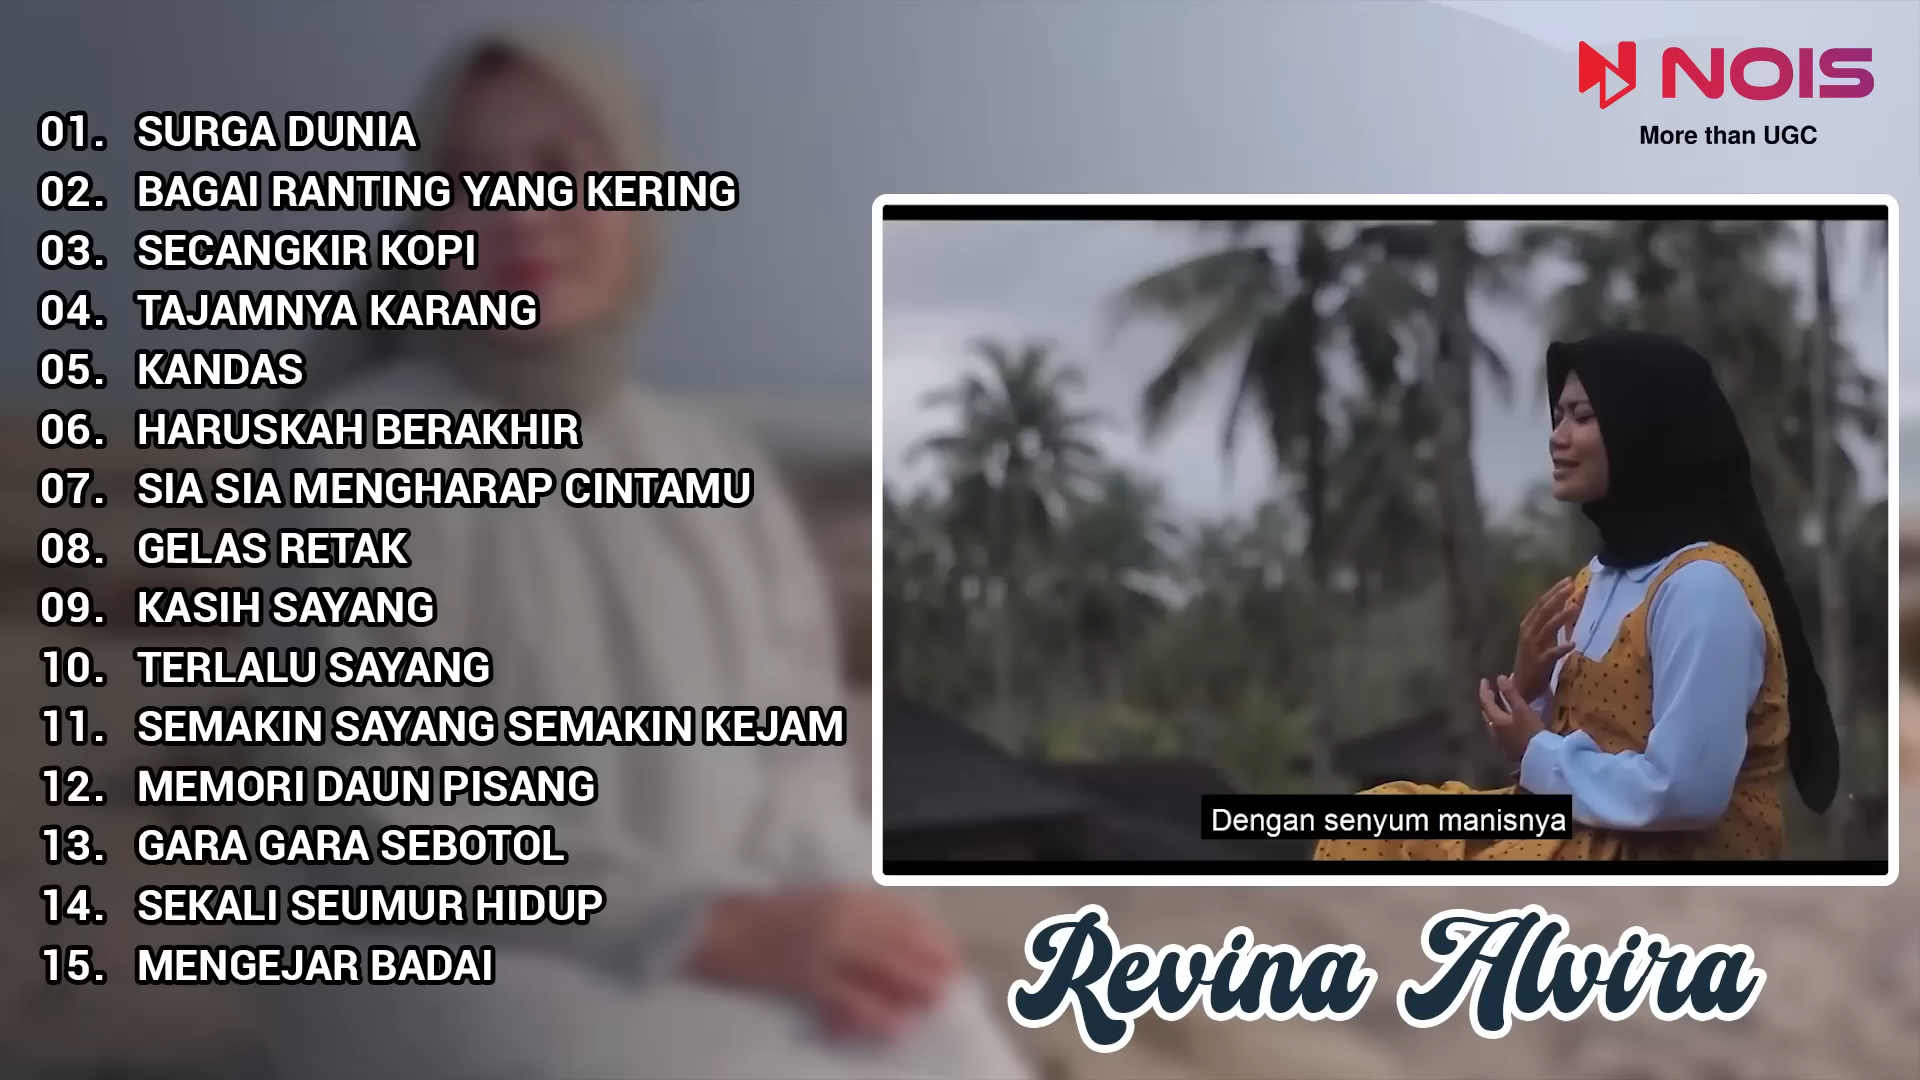 01. SURGA DUNIA
02. BAGAI RANTING YANG KERING
03. SECANGKIR KOPI
04. TAJAMNYA KARANG
05. KANDAS
06. HARUSKAH BERAKHIR
07. SIA SIA MENGHARAP CINTAMU
08. GELAS RETAK
09. KASIH SAYANG
10. TERLALU SAYANG
11. SEMAKIN SAYANG SEMAKIN KEJAM
12. MEMORI DAUN PISANG
13. GARA GARA SEBOTOL
14. SEKALI SEUMUR HIDUP
15. MENGEJAR BADAI
NOIS
More than UGC
Dengan senyum manisnya
Revina Alvira